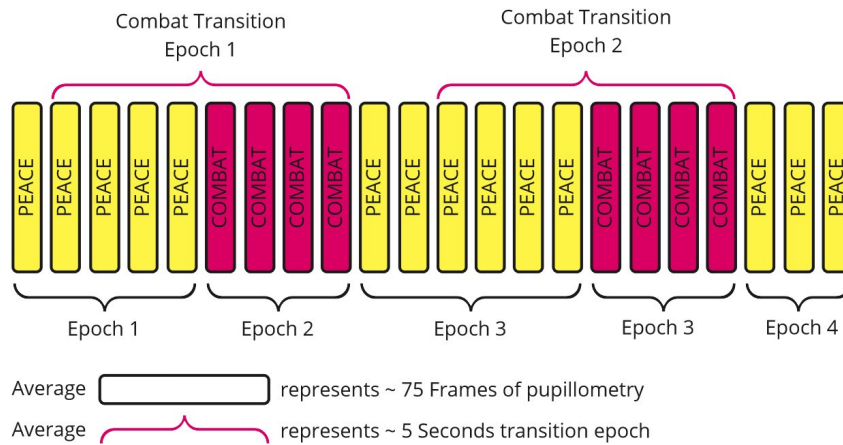 Combat Transition
Epoch 1
Combat Transition
Epoch 2
PEACE
PEACE
PEACE
PEACE
PEACE
COMBAT
COMBAT
COMBAT
COMBAT
PEACE
PEACE
PEACE
PEACE
PEACE
PEACE
COMBAT
COMBAT
COMBAT
COMBAT
PEACE
PEACE
PEACE
Epoch 1
Epoch 2
Epoch 3
Epoch 3
Epoch 4
Average represents ~ 75 Frames of pupillometry
Average represents ~ 5 Seconds transition epoch